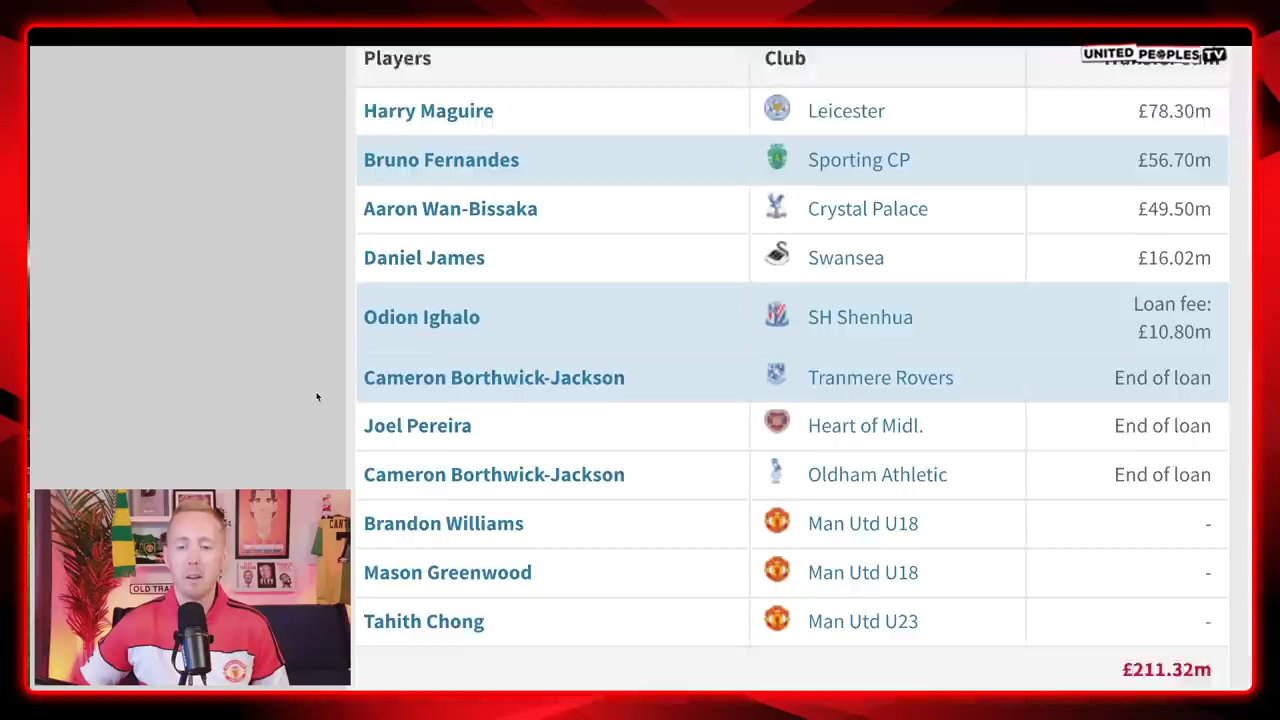 UNITED PEOPLES TV
Players Club
Harry Maguire Leicester £78.30m
Bruno Fernandes Sporting CP £56.70m
Aaron Wan-Bissaka Crystal Palace £49.50m
Daniel James Swansea £16.02m
Odion Ighalo SH Shenhua Loan fee:
£10.80m
Cameron Borthwick-Jackson Tranmere Rovers End of loan
Joel Pereira Heart of Midl. End of loan
Cameron Borthwick-Jackson Oldham Athletic End of loan
Brandon Williams Man Utd U18 -
Mason Greenwood Man Utd U18 -
Tahith Chong Man Utd U23 -
£211.32m
OLD TRA
CANT
7